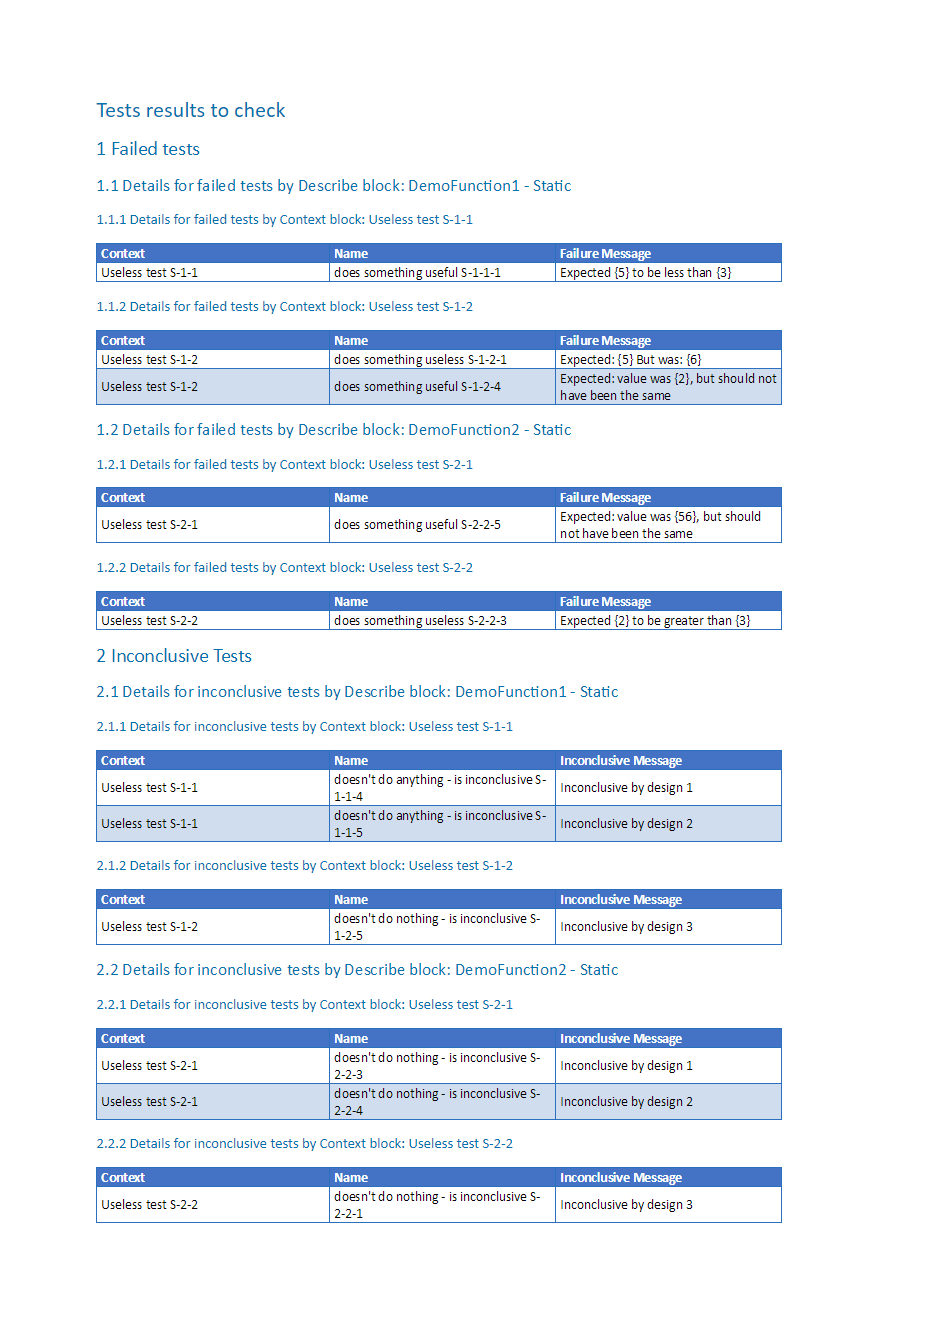 Tests results to check
1 Failed tests
1.1 Details for failed tests by Describe block: DemoFunction1 - Static
1.1.1 Details for failed tests by Context block: Useless test S-1-1
Context Name Failure Message
Useless test S-1-1 does something useful S-1-1-1 Expected {5} to be less than {3}
1.1.2 Details for failed tests by Context block: Useless test S-1-2
Context Name Failure Message
Useless test S-1-2 does something useless S-1-2-1 Expected: {5} But was: {6}
Useless test S-1-2 does something useful S-1-2-4 Expected: value was {2}, but should not
have been the same
1.2 Details for failed tests by Describe block: DemoFunction2 - Static
1.2.1 Details for failed tests by Context block: Useless test S-2-1
Context Name Failure Message
Useless test S-2-1 does something useful S-2-2-5 Expected: value was {56}, but should
not have been the same
1.2.2 Details for failed tests by Context block: Useless test S-2-2
Context Name Failure Message
Useless test S-2-2 does something useless S-2-2-3 Expected {2} to be greater than {3}
2 Inconclusive Tests
2.1 Details for inconclusive tests by Describe block: DemoFunction1 - Static
2.1.1 Details for inconclusive tests by Context block: Useless test S-1-1
Context Name Inconclusive Message
Useless test S-1-1 doesn't do anything - is inconclusive S-
1-1-4 Inconclusive by design 1
Useless test S-1-1 doesn't do anything - is inconclusive S-
1-1-5 Inconclusive by design 2
2.1.2 Details for inconclusive tests by Context block: Useless test S-1-2
Context Name Inconclusive Message
Useless test S-1-2 doesn't do nothing - is inconclusive S-
1-2-5 Inconclusive by design 3
2.2 Details for inconclusive tests by Describe block: DemoFunction2 - Static
2.2.1 Details for inconclusive tests by Context block: Useless test S-2-1
Context Name Inconclusive Message
Useless test S-2-1 doesn't do nothing - is inconclusive S-
2-2-3 Inconclusive by design 1
Useless test S-2-1 doesn't do nothing - is inconclusive S-
2-2-4 Inconclusive by design 2
2.2.2 Details for inconclusive tests by Context block: Useless test S-2-2
Context Name Inconclusive Message
Useless test S-2-2 doesn't do nothing - is inconclusive S-
2-2-1 Inconclusive by design 3